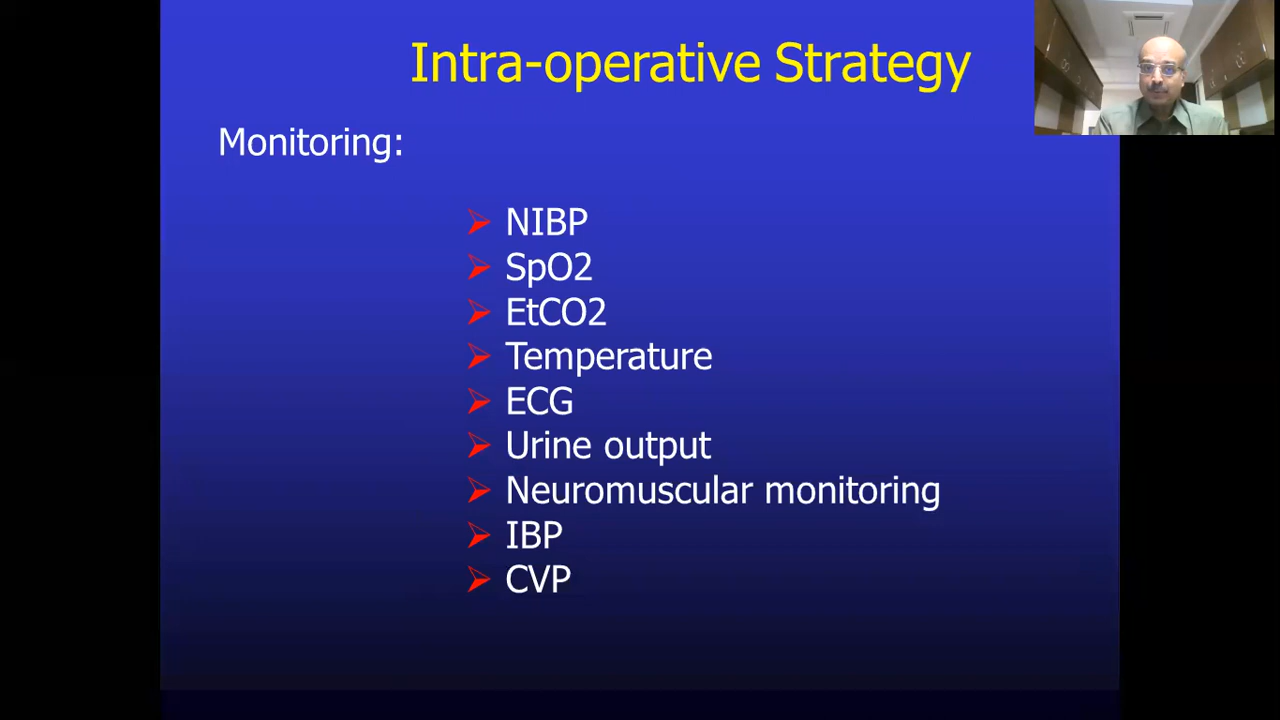 Intra-operative Strategy
Monitoring:
NIBP
SpO2
EtCO2
Temperature
ECG
Urine output
Neuromuscular monitoring
IBP
CVP